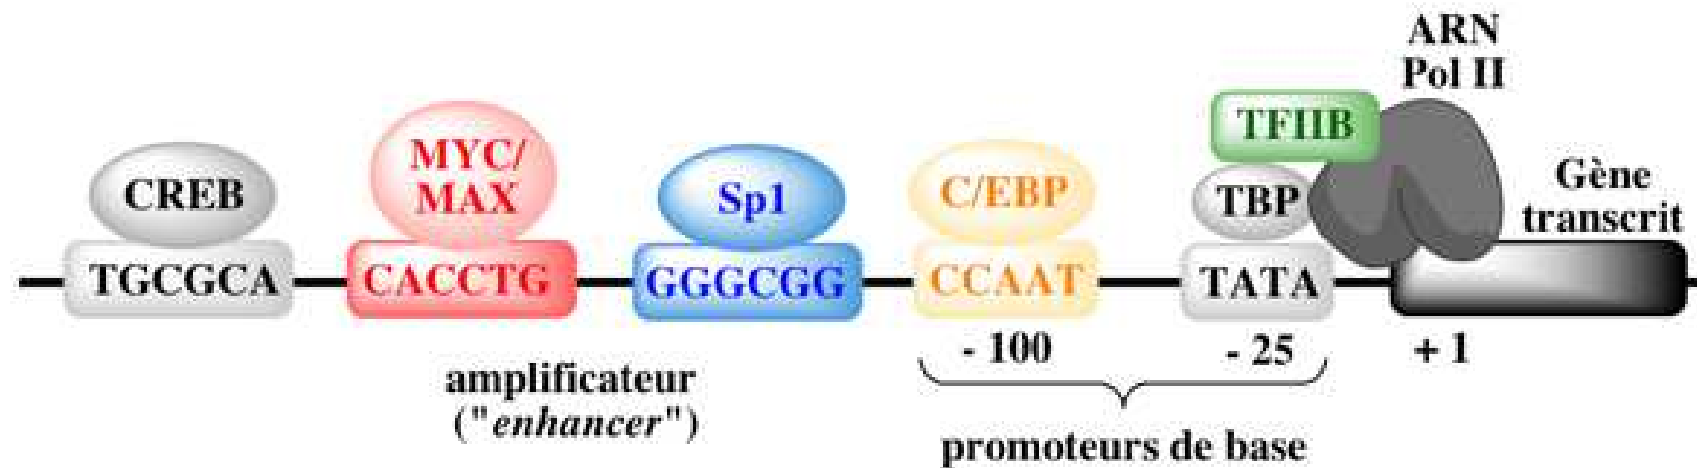 ARN
Pol II
TFIIB
CREB
MYC/
MAX
Sp1
C/EBP
TBP
Gène
transcrit
TGCGCA
CACCTG
GGGCGG
CCAAT
TATA
- 100
- 25
+ 1
amplificateur
("enhancer")
promoteurs de base